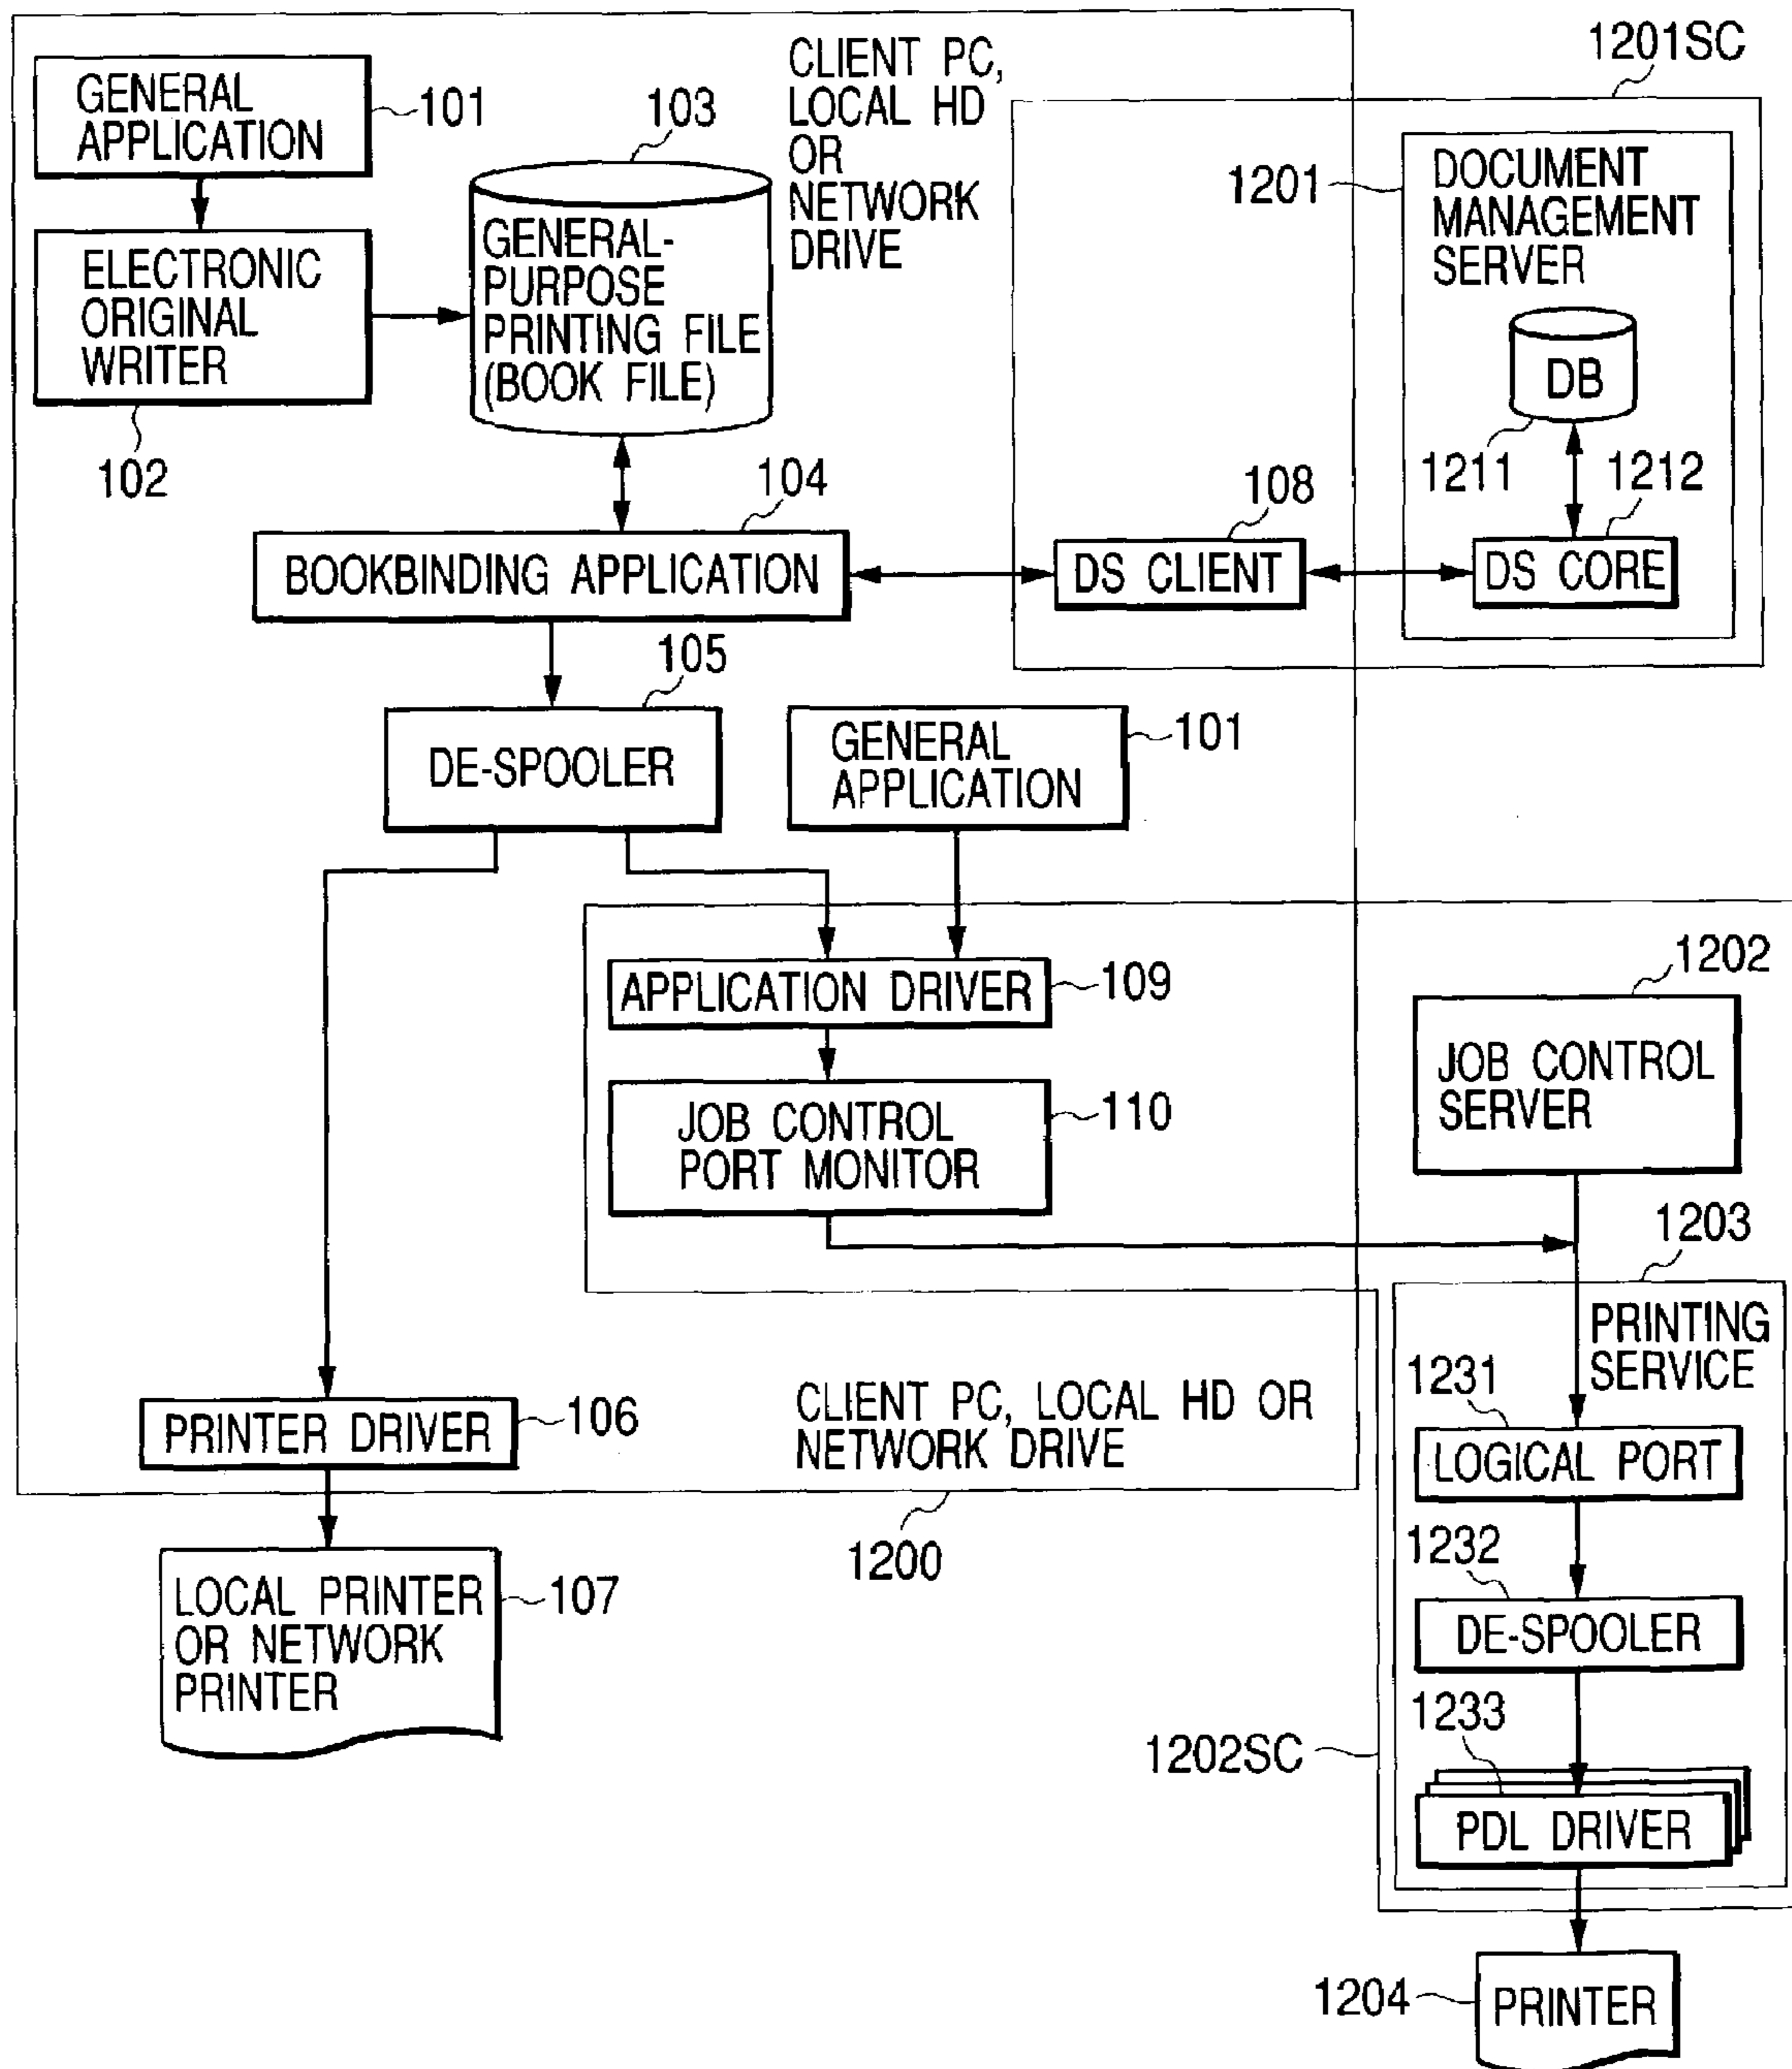 1201SC
GENERAL
APPLICATION
101
CLIENT PC,
LOCAL HD
OR
NETWORK
DRIVE
103
1201
DOCUMENT
MANAGEMENT
SERVER
ELECTRONIC
ORIGINAL
WRITER
102
GENERAL-
PURPOSE
PRINTING FILE
(BOOK FILE)
DB
1211
1212
104
108
BOOKBINDING APPLICATION
DS CLIENT
DS CORE
105
DE-SPOOLER
GENERAL
APPLICATION
101
APPLICATION DRIVER
109
1202
JOB CONTROL
SERVER
JOB CONTROL
PORT MONITOR
110
1203
PRINTING
SERVICE
PRINTER DRIVER
106
CLIENT PC, LOCAL HD OR
NETWORK DRIVE
1231
LOGICAL PORT
1200
1232
DE-SPOOLER
LOCAL PRINTER
OR NETWORK
PRINTER
107
1233
1202SC
PDL DRIVER
1204
PRINTER